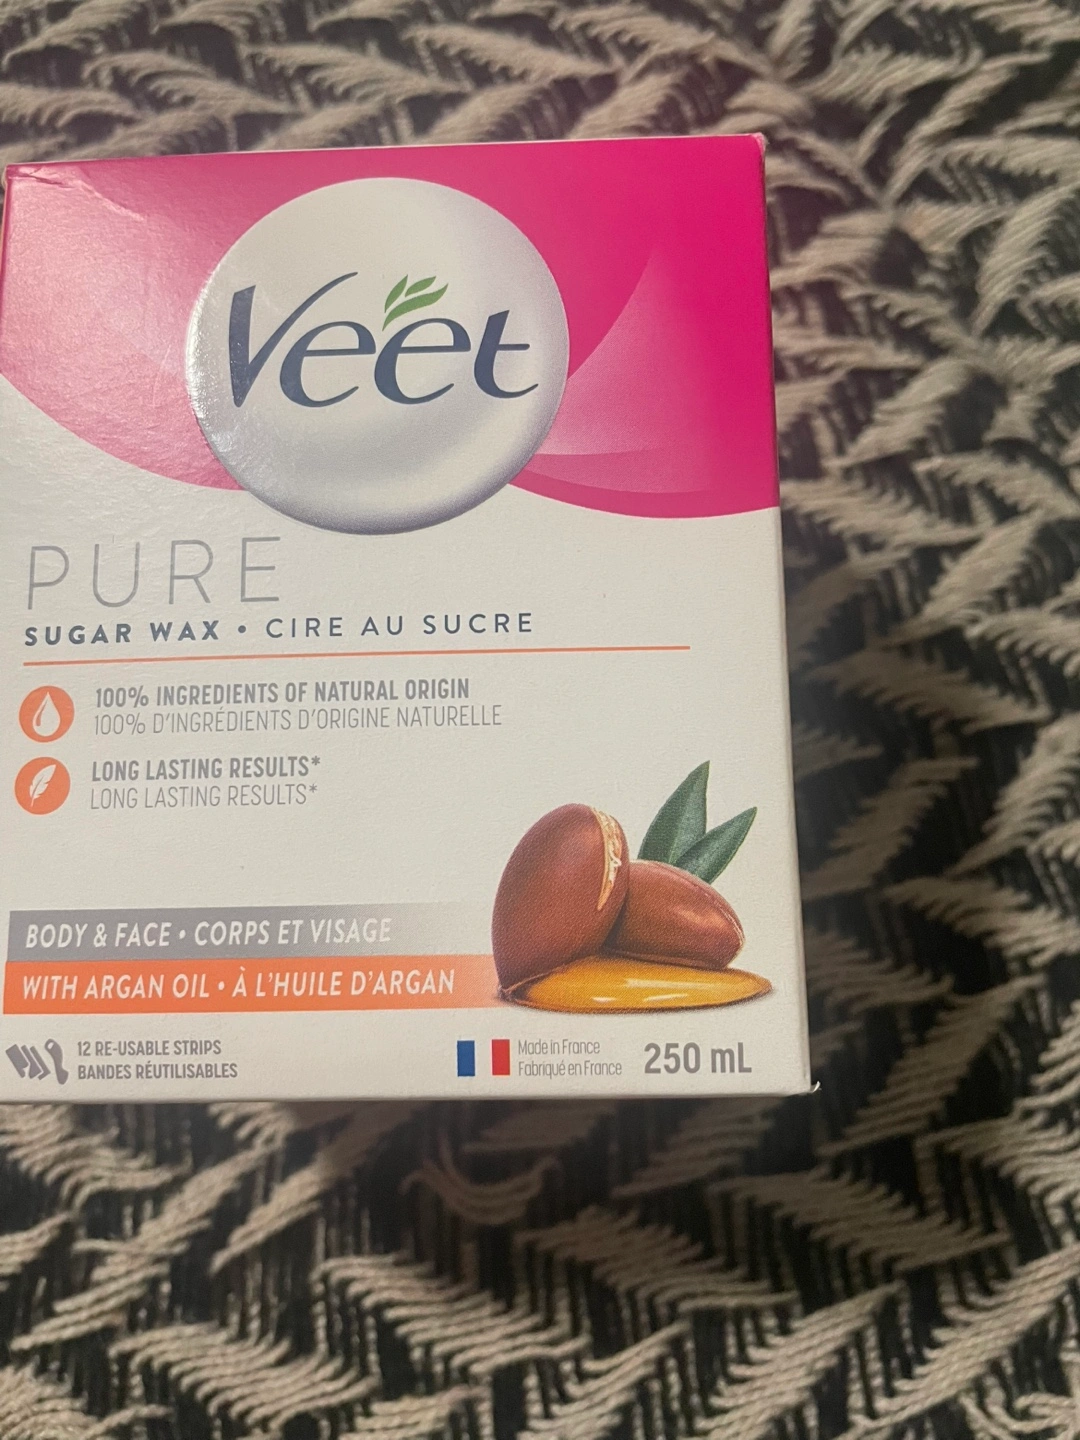 Veet
PURE
SUGAR WAX • CIRE AU SUCRE
100% INGREDIENTS OF NATURAL ORIGIN
100% D'INGRÉDIENTS D'ORIGINE NATURELLE
LONG LASTING RESULTS*
LONG LASTING RESULTS*
BODY & FACE • CORPS ET VISAGE
WITH ARGAN OIL • À L'HUILE D'ARGAN
12 RE-USABLE STRIPS
BANDES RÉUTILISABLES
Made in France
Fabriqué en France
250 mL